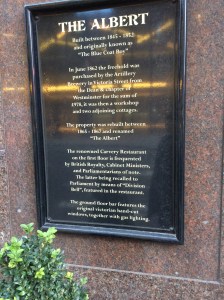 THE ALBERT
Built between 1845 - 1852
and originally known as
"The Blue Coat Boy"
In June 1862 the freehold was
purchased by the Artillery
Brewery in Victoria Street from
the Dean & chapter of
Westminster for the sum of
£978, it was then a workshop
and two adjoining cottages.
The property was rebuilt between
1865 - 1867 and renamed
"The Albert"
The renowned Carvery Restaurant
on the first floor is frequented
by British Royalty, Cabinet Ministers,
and Parliamentarians of note.
The latter being recalled to
Parliament by means of "Division
Bell", featured in the restaurant.
The ground floor bar features the
original victorian hand-cut
windows, together with gas lighting.